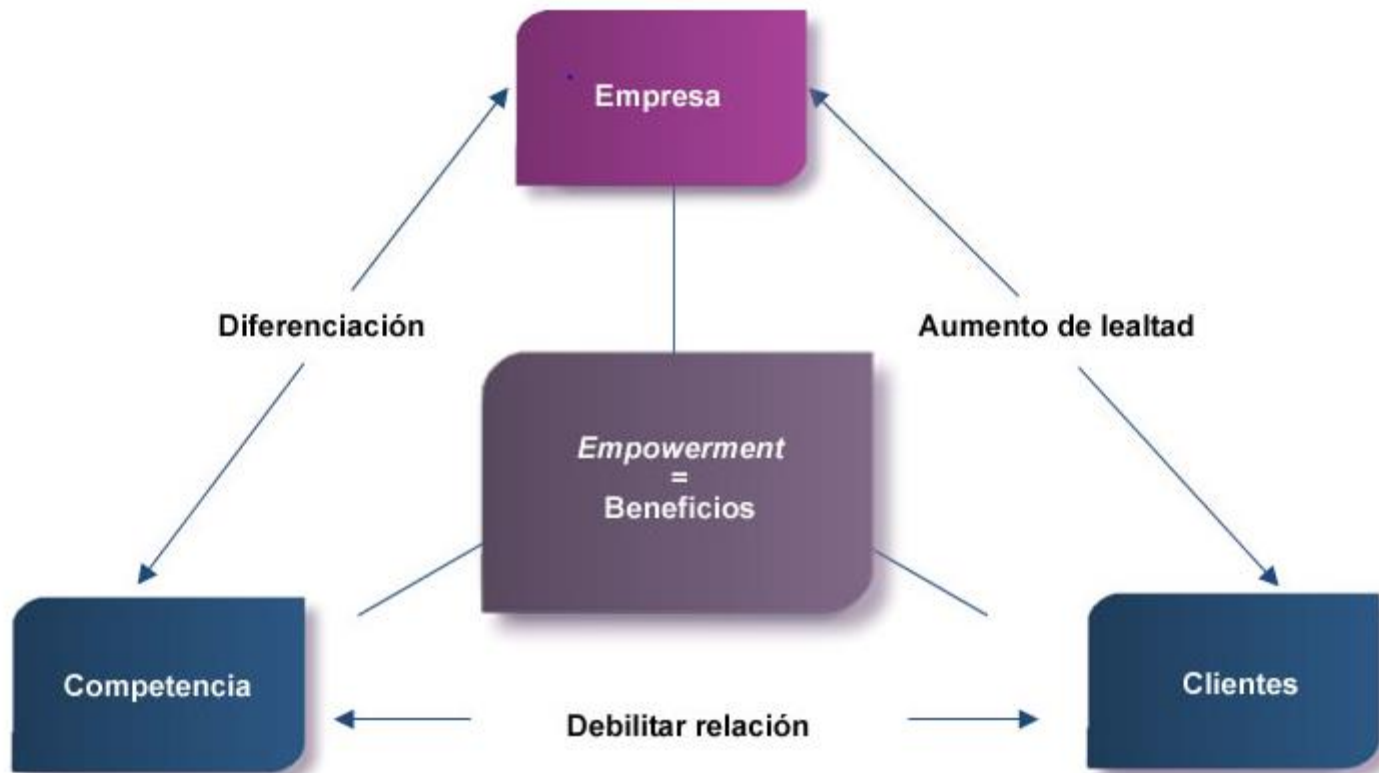 Empresa
Diferenciación
Aumento de lealtad
Empowerment
=
Beneficios
Competencia
Clientes
Debilitar relación